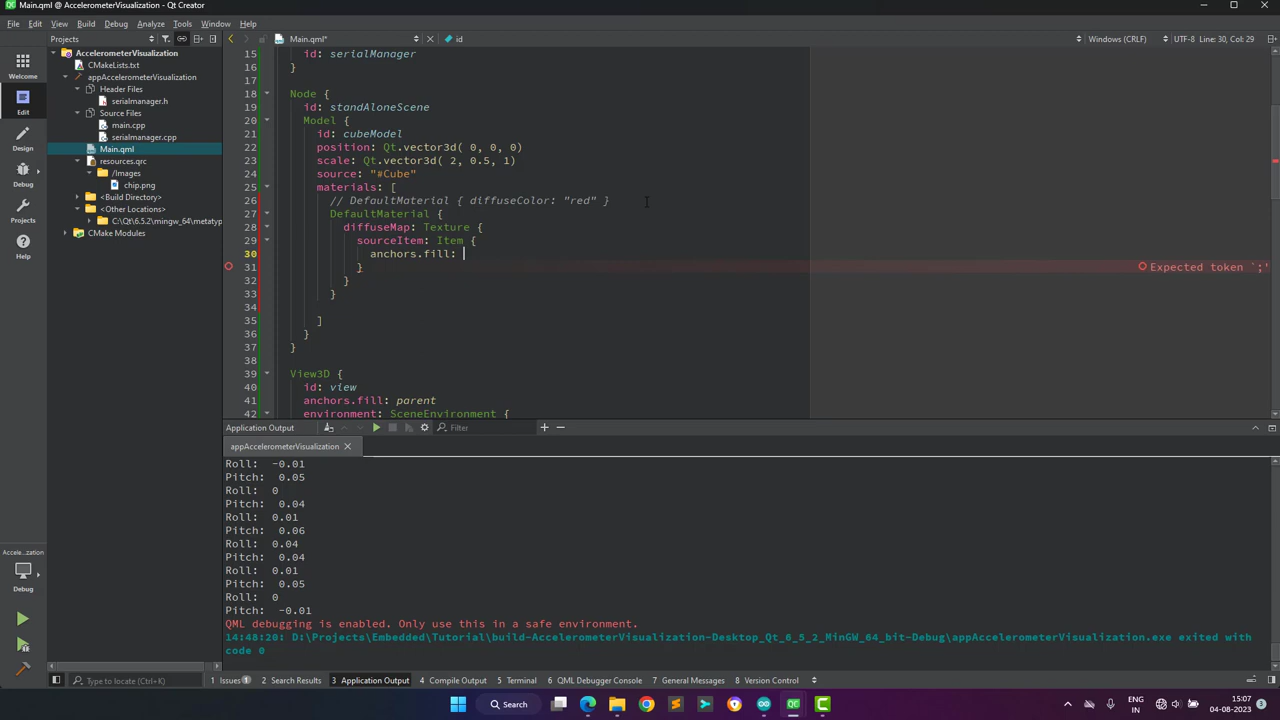 Main.qml @ AccelerometerVisualization - Qt Creator
File Edit View Build Debug Analyze Tools Window Help
Projects
Main.qml*
id
Windows (CRLF)
UTF-8
Line: 30, Col: 29
Welcome
Edit
Design
Debug
Projects
Help
Accele...zation
Debug
AccelerometerVisualization
CMakeLists.txt
appAccelerometerVisualization
Header Files
serialmanager.h
Source Files
main.cpp
serialmanager.cpp
Main.qml
resources.qrc
/Images
chip.png
<Build Directory>
<Other Locations>
C:\Qt\6.5.2\mingw_64\metatyp
CMake Modules
15 id: serialManager
16 }
17
18 Node {
19 id: standAloneScene
20 Model {
21 id: cubeModel
22 position: Qt.vector3d( 0, 0, 0)
23 scale: Qt.vector3d( 2, 0.5, 1)
24 source: "#Cube"
25 materials: [
26 // DefaultMaterial { diffuseColor: "red" }
27 DefaultMaterial {
28 diffuseMap: Texture {
29 sourceItem: Item {
30 anchors.fill:
31 } Expected token `;'
32 }
33 }
34
35 ]
36 }
37 }
38
39 View3D {
40 id: view
41 anchors.fill: parent
42 environment: SceneEnvironment {
Application Output
Filter
appAccelerometerVisualization
Roll: -0.01
Pitch: 0.05
Roll: 0
Pitch: 0.04
Roll: 0.01
Pitch: 0.06
Roll: 0.04
Pitch: 0.04
Roll: 0.01
Pitch: 0.05
Roll: 0
Pitch: -0.01
QML debugging is enabled. Only use this in a safe environment.
14:48:20: D:\Projects\Embedded\Tutorial\build-AccelerometerVisualization-Desktop_Qt_6_5_2_MinGW_64_bit-Debug\appAccelerometerVisualization.exe exited with
code 0
Type to locate (Ctrl+K)
1 Issues 1
2 Search Results
3 Application Output
4 Compile Output
5 Terminal
6 QML Debugger Console
7 General Messages
8 Version Control
Search
ENG
IN
15:07
04-08-2023